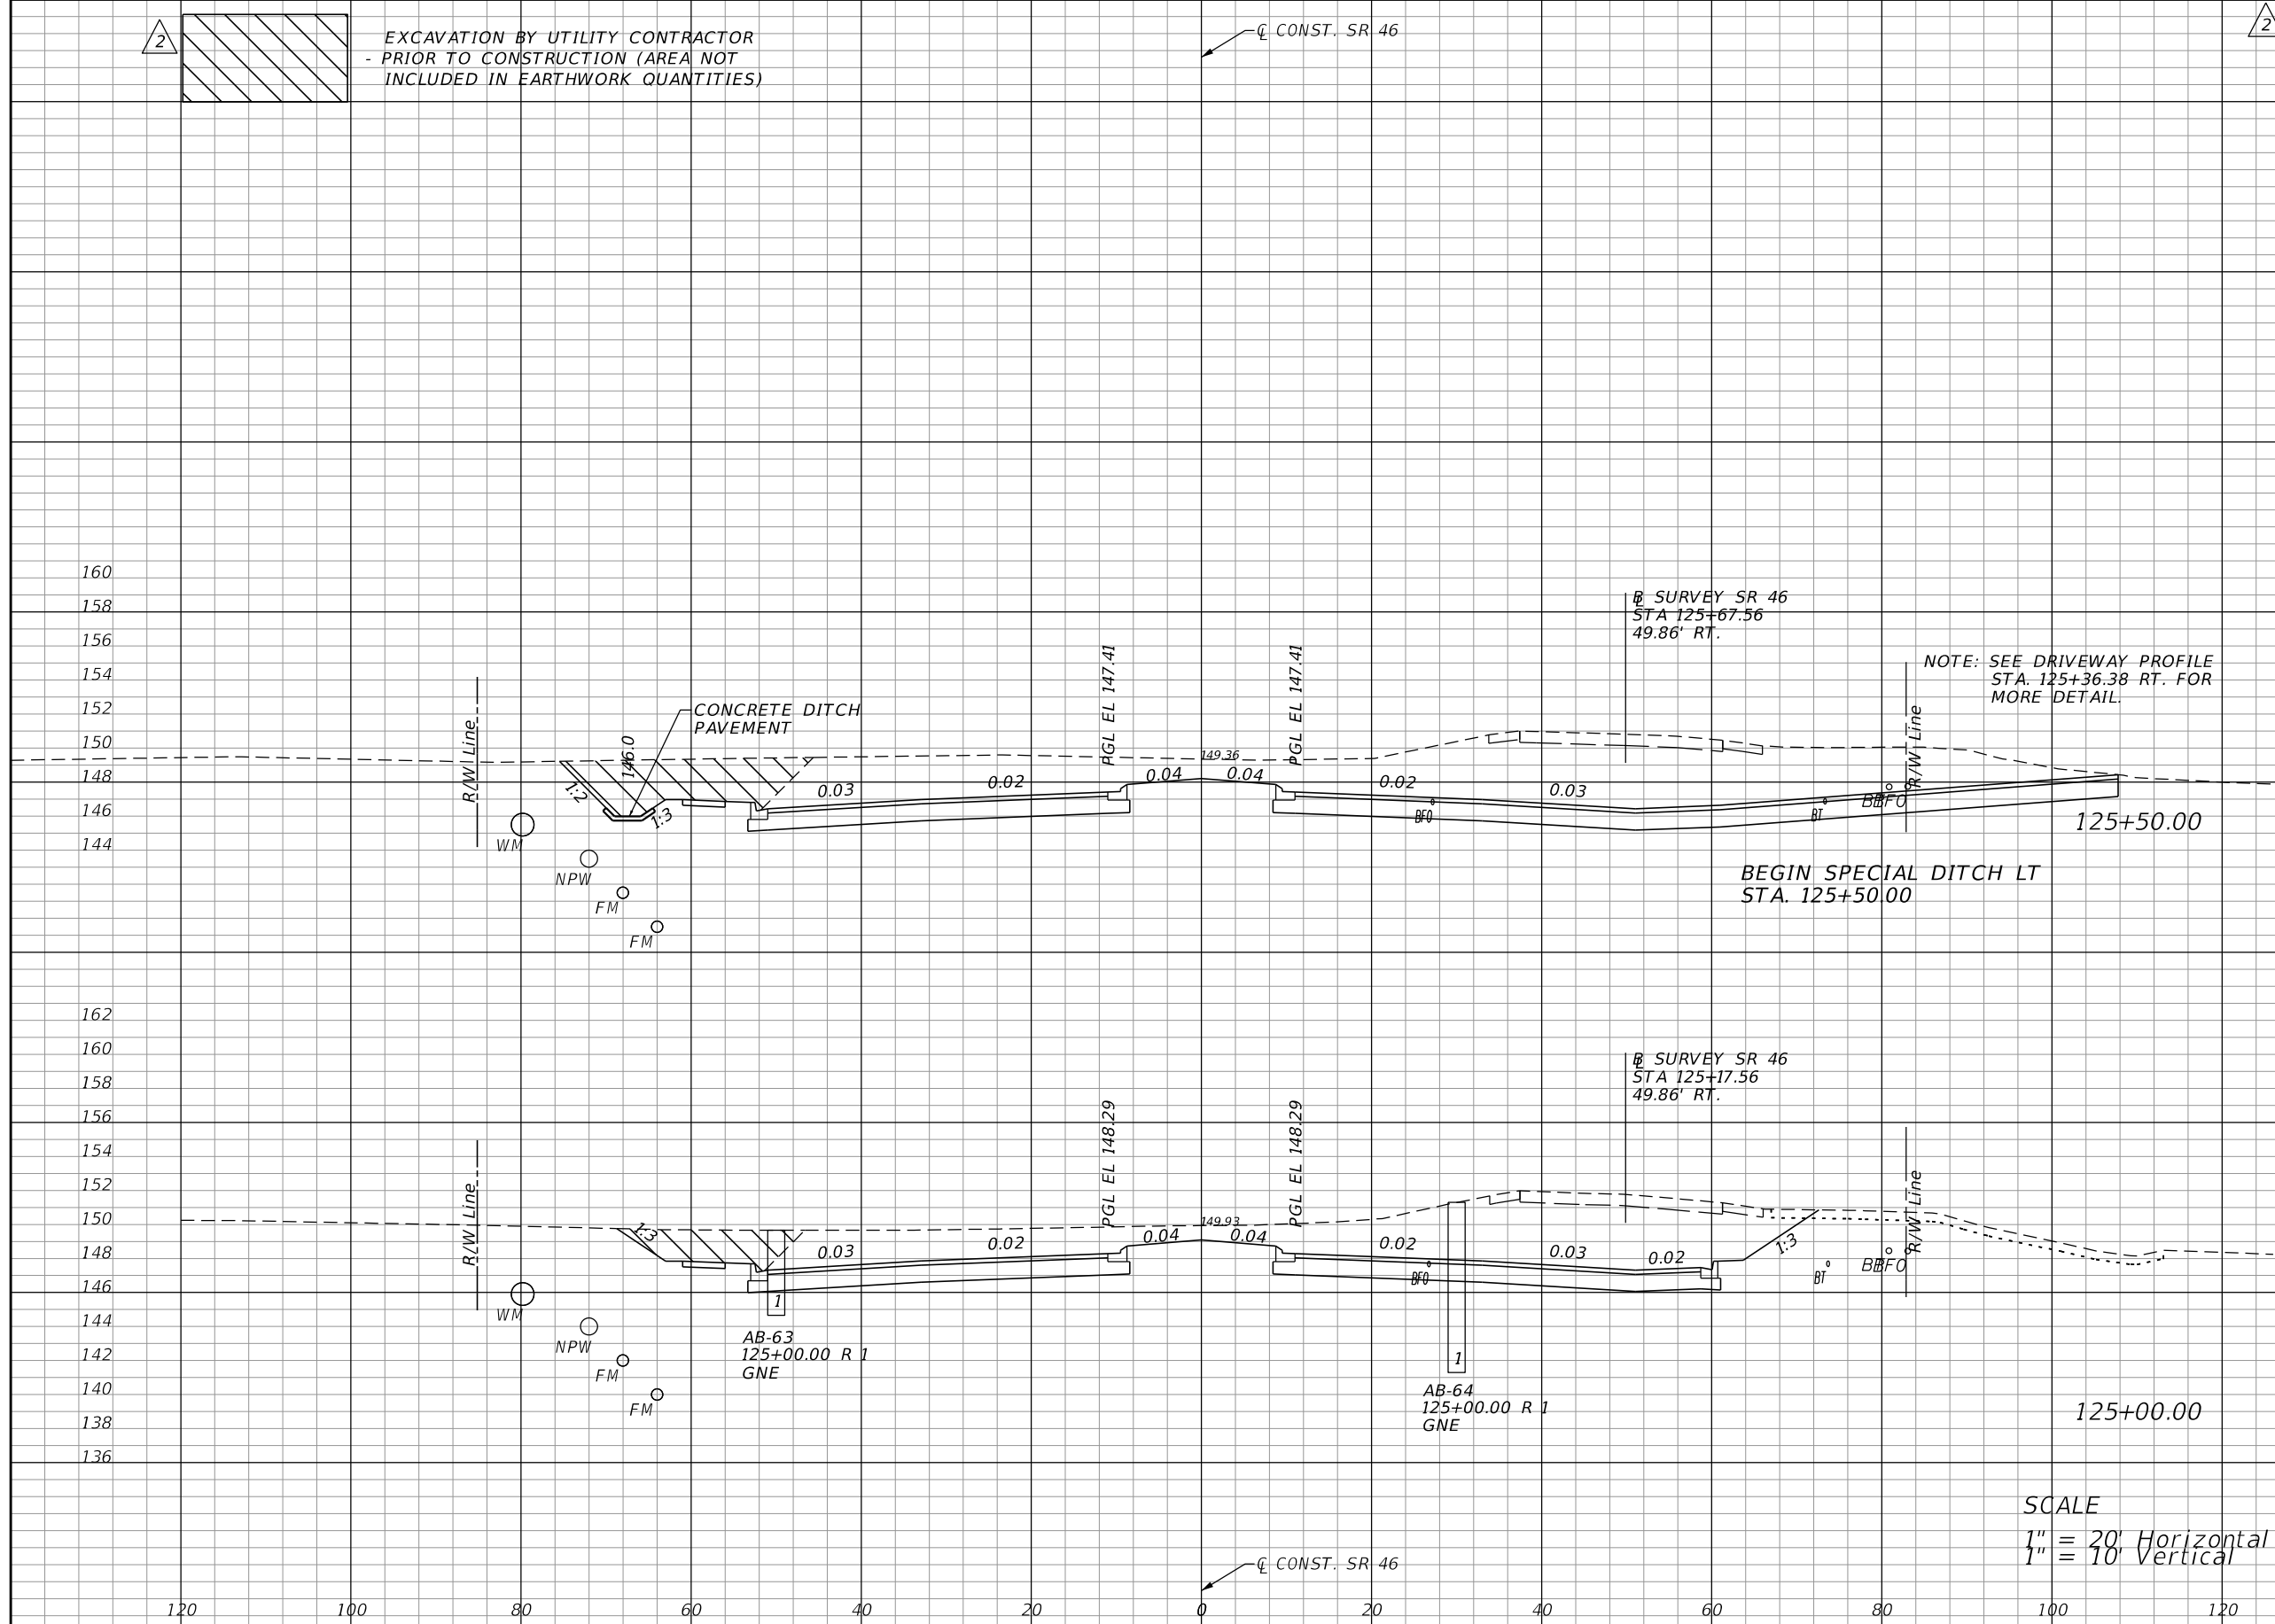 2
EXCAVATION BY UTILITY CONTRACTOR
- PRIOR TO CONSTRUCTION (AREA NOT
INCLUDED IN EARTHWORK QUANTITIES)
℄ CONST. SR 46
2
160
158
156
154
152
150
148
146
144
R/W Line
WM
NPW
FM
FM
1:2
146.0
1:3
CONCRETE DITCH
PAVEMENT
0.03
0.02
PGL EL 147.41
0.04
149.36
0.04
PGL EL 147.41
0.02
BFO
0.03
B SURVEY SR 46
STA 125+67.56
49.86' RT.
BT
R/W Line
NOTE: SEE DRIVEWAY PROFILE
STA. 125+36.38 RT. FOR
MORE DETAIL.
125+50.00
BEGIN SPECIAL DITCH LT
STA. 125+50.00
162
160
158
156
154
152
150
148
146
144
142
140
138
136
R/W Line
WM
NPW
FM
FM
1:3
1
AB-63
125+00.00 R 1
GNE
0.03
0.02
PGL EL 148.29
0.04
149.93
0.04
PGL EL 148.29
0.02
BFO
1
AB-64
125+00.00 R 1
GNE
0.03
0.02
B SURVEY SR 46
STA 125+17.56
49.86' RT.
1:3
BT
R/W Line
125+00.00
SCALE
1" = 20' Horizontal
1" = 10' Vertical
℄ CONST. SR 46
120 100 80 60 40 20 0 20 40 60 80 100 120